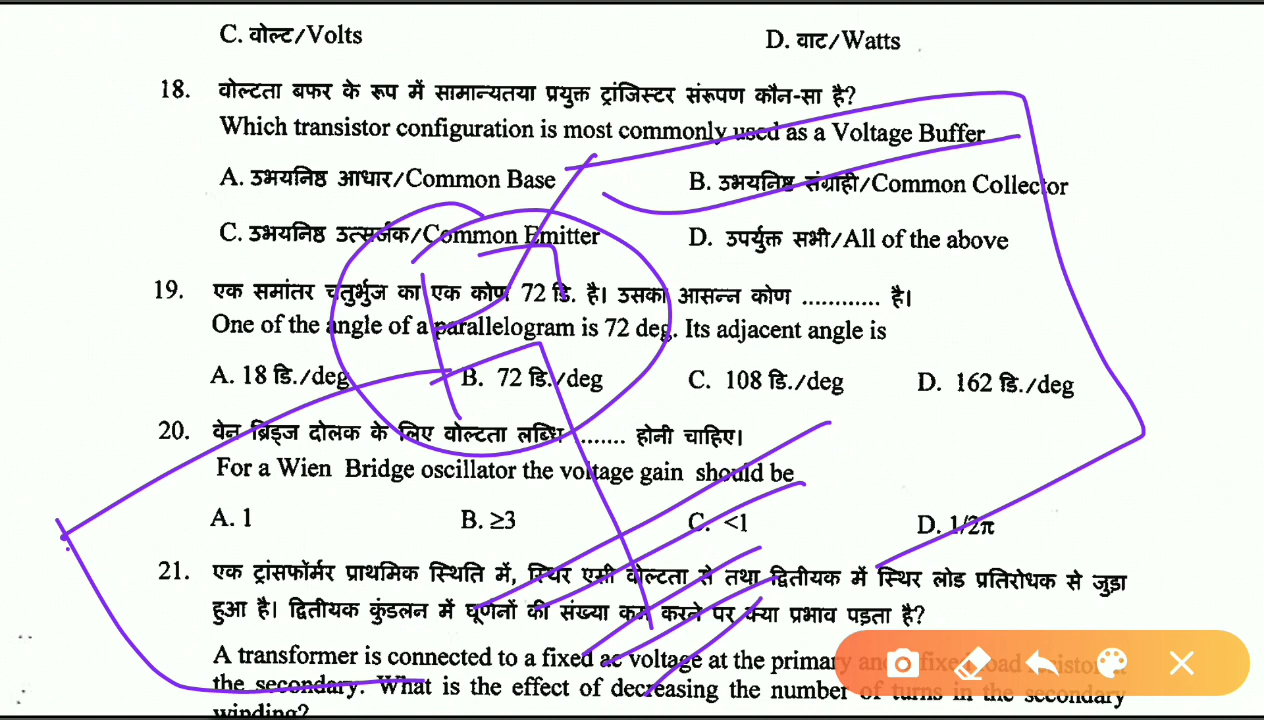 C. वोल्ट/Volts D. वाट/Watts
18. वोल्टता बफर के रूप में सामान्यतया प्रयुक्त ट्रांजिस्टर संरूपण कौन-सा है?
Which transistor configuration is most commonly used as a Voltage Buffer
A. उभयनिष्ठ आधार/Common Base B. उभयनिष्ठ संग्राही/Common Collector
C. उभयनिष्ठ उत्सर्जक/Common Emitter D. उपर्युक्त सभी/All of the above
19. एक समांतर चतुर्भुज का एक कोण 72 डि. है। उसका आसन्न कोण ............ है।
One of the angle of a parallelogram is 72 deg. Its adjacent angle is
A. 18 डि./deg B. 72 डि./deg C. 108 डि./deg D. 162 डि./deg
20. वेन ब्रिड्ज दोलक के लिए वोल्टता लब्धि ........ होनी चाहिए।
For a Wien Bridge oscillator the voltage gain should be
A. 1 B. ≥3 C. <1 D. 1/2π
21. एक ट्रांसफॉर्मर प्राथमिक स्थिति में, स्थिर एसी वोल्टता से तथा द्वितीयक में स्थिर लोड प्रतिरोधक से जुड़ा
हुआ है। द्वितीयक कुंडलन में घूर्णनों की संख्या कम करने पर क्या प्रभाव पड़ता है?
A transformer is connected to a fixed ac voltage at the primary and fixed load
the secondary. What is the effect of decreasing the number of turns in the secondary
winding?